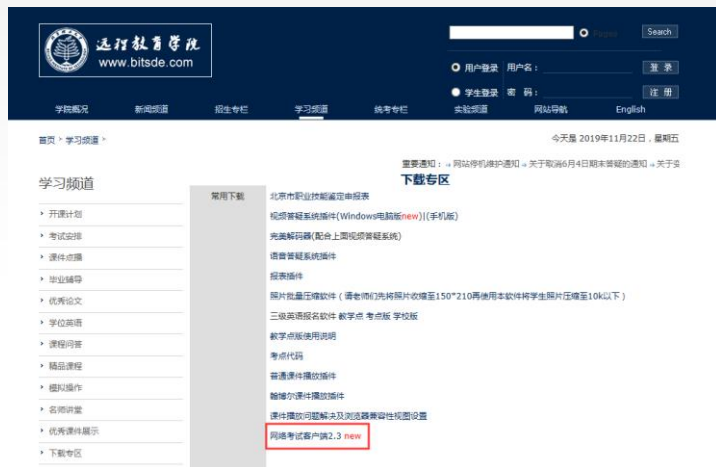 远程教育学院
www.bitsde.com
Search
用户登录 用户名： 登 录
学生登录 密 码： 注 册
学院概况 新闻频道 招生专栏 学习频道 统考专栏 实验频道 网站导航 English
首页 > 学习频道 >
今天是 2019年11月22日，星期五
重要通知： 网站停机维护通知 关于取消6月4日期末答疑的通知 关于安
学习频道
下载专区
常用下载
开课计划
考试安排
课件点播
毕业辅导
优秀论文
学位英语
课程问答
精品课程
模拟操作
名师讲堂
优秀课件展示
下载专区
北京市职业技能鉴定申报表
视频答疑系统插件(Windows电脑版new)|(手机版)
完美解码器(配合上面视频答疑系统)
语音答疑系统插件
报表插件
照片批量压缩软件（请老师们先将照片收缩至150*210再使用本软件将学生照片压缩至10k以下）
三级英语报名软件 教学点 考点版 学校版
教学点版使用说明
考点代码
普通课件播放插件
翰博尔课件播放插件
课件播放问题解决及浏览器兼容性视图设置
网络考试客户端2.3 new